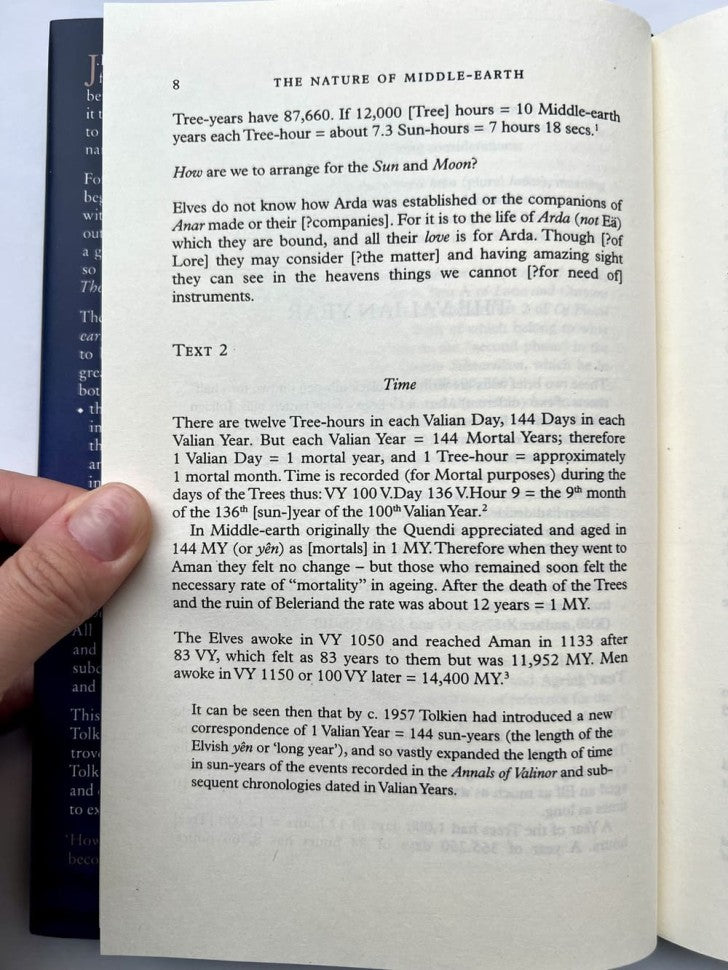 8 THE NATURE OF MIDDLE-EARTH
Tree-years have 87,660. If 12,000 [Tree] hours = 10 Middle-earth
years each Tree-hour = about 7.3 Sun-hours = 7 hours 18 secs.¹
How are we to arrange for the Sun and Moon?
Elves do not know how Arda was established or the companions of
Anar made or their [?companies]. For it is to the life of Arda (not Eä)
which they are bound, and all their love is for Arda. Though [?of
Lore] they may consider [?the matter] and having amazing sight
they can see in the heavens things we cannot [?for need of]
instruments.
TEXT 2
Time
There are twelve Tree-hours in each Valian Day, 144 Days in each
Valian Year. But each Valian Year = 144 Mortal Years; therefore
1 Valian Day = 1 mortal year, and 1 Tree-hour = approximately
1 mortal month. Time is recorded (for Mortal purposes) during the
days of the Trees thus: VY 100 V.Day 136 V.Hour 9 = the 9th month
of the 136th [sun-]year of the 100th Valian Year.²
In Middle-earth originally the Quendi appreciated and aged in
144 MY (or yên) as [mortals] in 1 MY. Therefore when they went to
Aman they felt no change – but those who remained soon felt the
necessary rate of “mortality” in ageing. After the death of the Trees
and the ruin of Beleriand the rate was about 12 years = 1 MY.
The Elves awoke in VY 1050 and reached Aman in 1133 after
83 VY, which felt as 83 years to them but was 11,952 MY. Men
awoke in VY 1150 or 100 VY later = 14,400 MY.³
It can be seen then that by c. 1957 Tolkien had introduced a new
correspondence of 1 Valian Year = 144 sun-years (the length of the
Elvish yên or ‘long year’), and so vastly expanded the length of time
in sun-years of the events recorded in the Annals of Valinor and sub-
sequent chronologies dated in Valian Years.